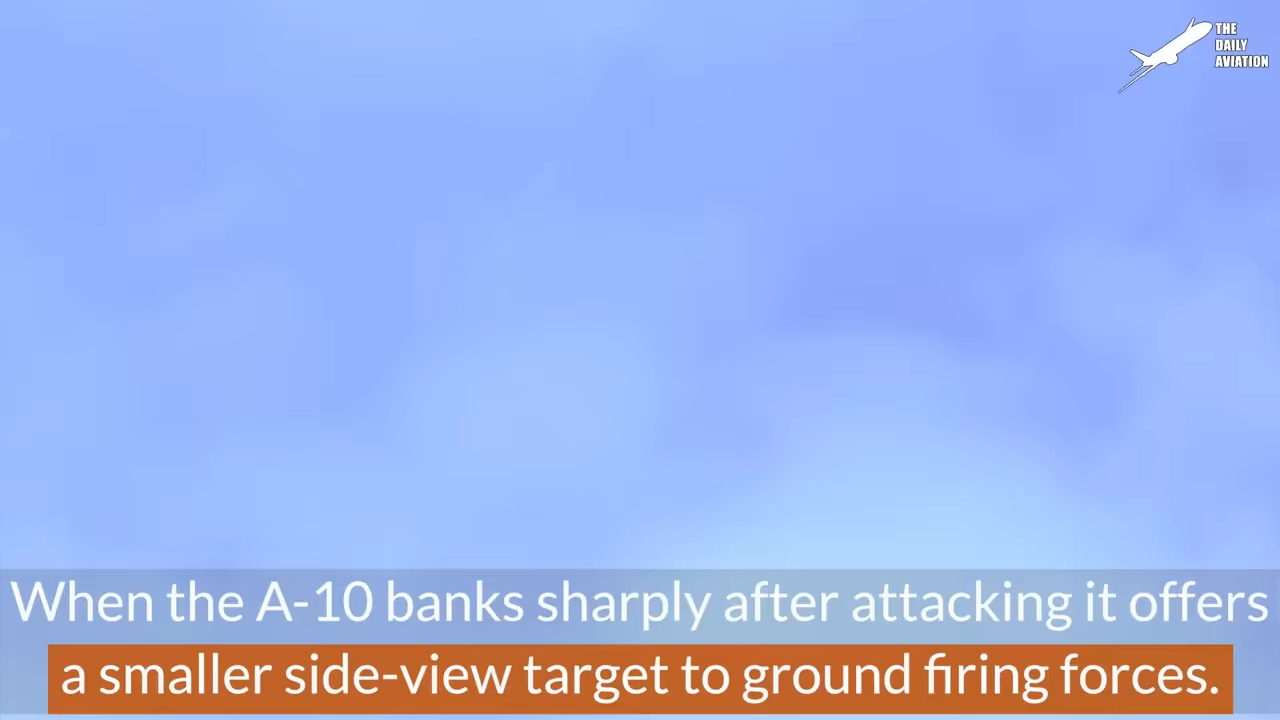 THE
DAILY
AVIATION
When the A-10 banks sharply after attacking it offers
a smaller side-view target to ground firing forces.